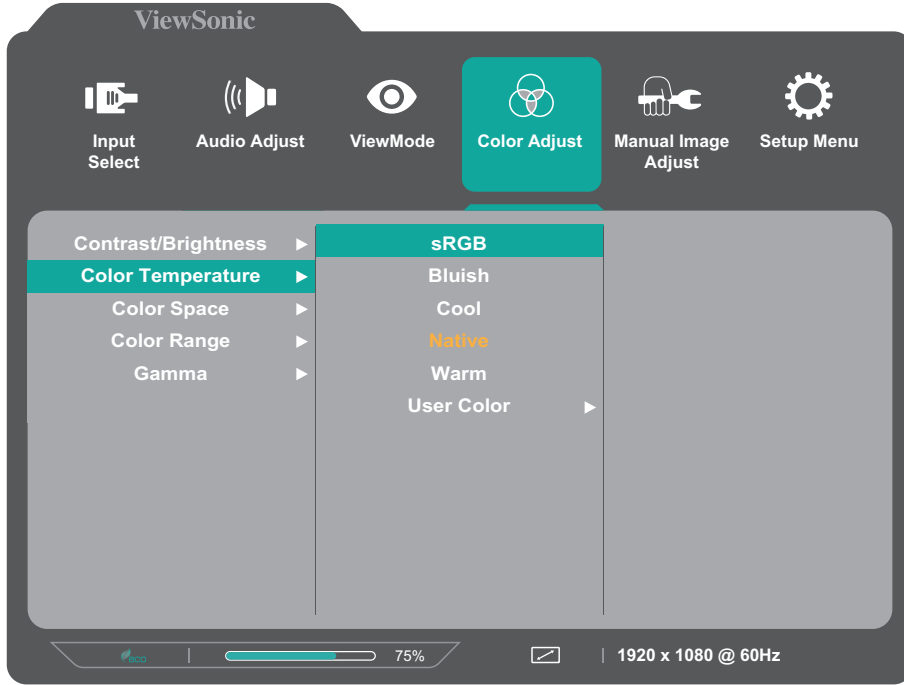 ViewSonic
Input
Select
Audio Adjust
ViewMode
Color Adjust
Manual Image
Adjust
Setup Menu
Contrast/Brightness
Color Temperature
Color Space
Color Range
Gamma
sRGB
Bluish
Cool
Native
Warm
User Color
eco
75%
1920 x 1080 @ 60Hz